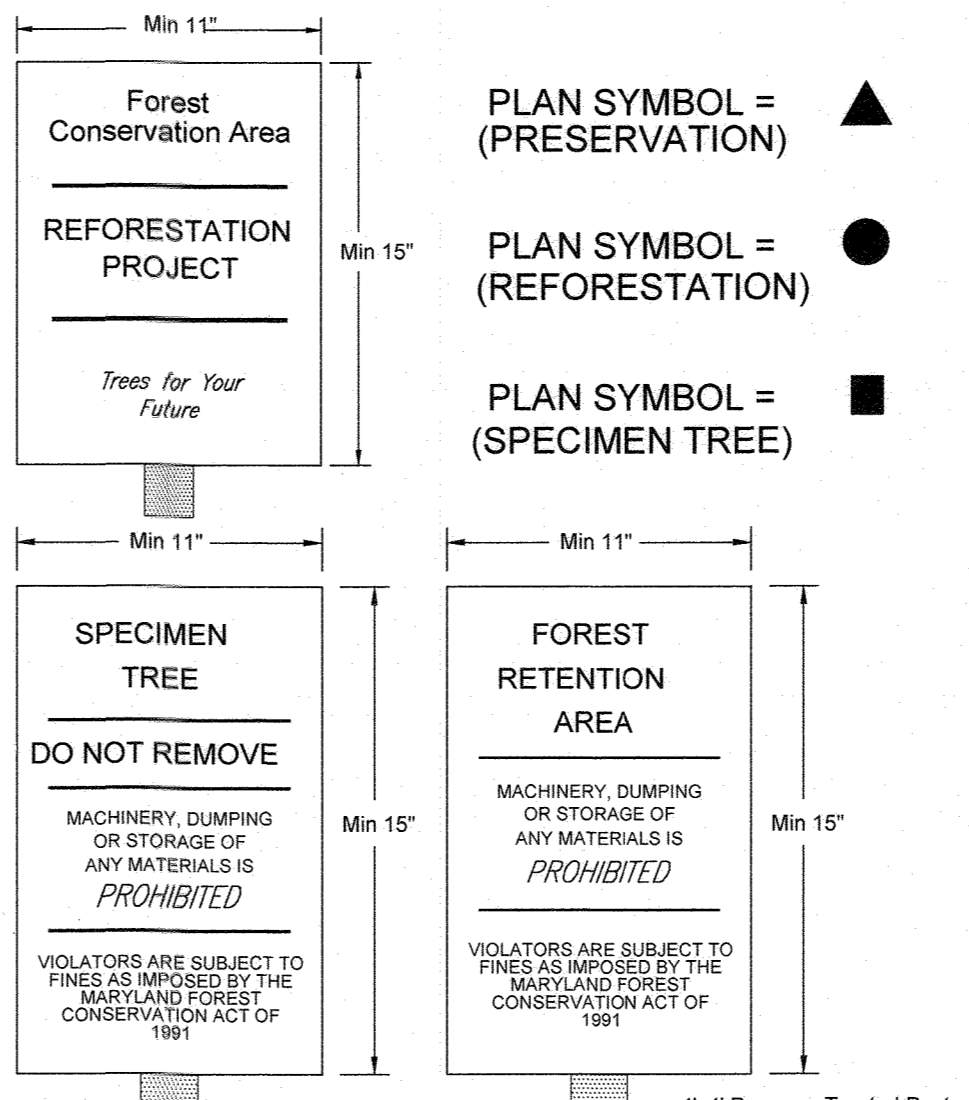 Min 11"
Forest
Conservation Area
REFORESTATION
PROJECT
Trees for Your
Future
Min 15"
PLAN SYMBOL =
(PRESERVATION)
PLAN SYMBOL =
(REFORESTATION)
PLAN SYMBOL =
(SPECIMEN TREE)
Min 11"
SPECIMEN
TREE
DO NOT REMOVE
MACHINERY, DUMPING
OR STORAGE OF
ANY MATERIALS IS
PROHIBITED
VIOLATORS ARE SUBJECT TO
FINES AS IMPOSED BY THE
MARYLAND FOREST
CONSERVATION ACT OF
1991
Min 15"
Min 11"
FOREST
RETENTION
AREA
MACHINERY, DUMPING
OR STORAGE OF
ANY MATERIALS IS
PROHIBITED
VIOLATORS ARE SUBJECT TO
FINES AS IMPOSED BY THE
MARYLAND FOREST
CONSERVATION ACT OF
1991
Min 15"